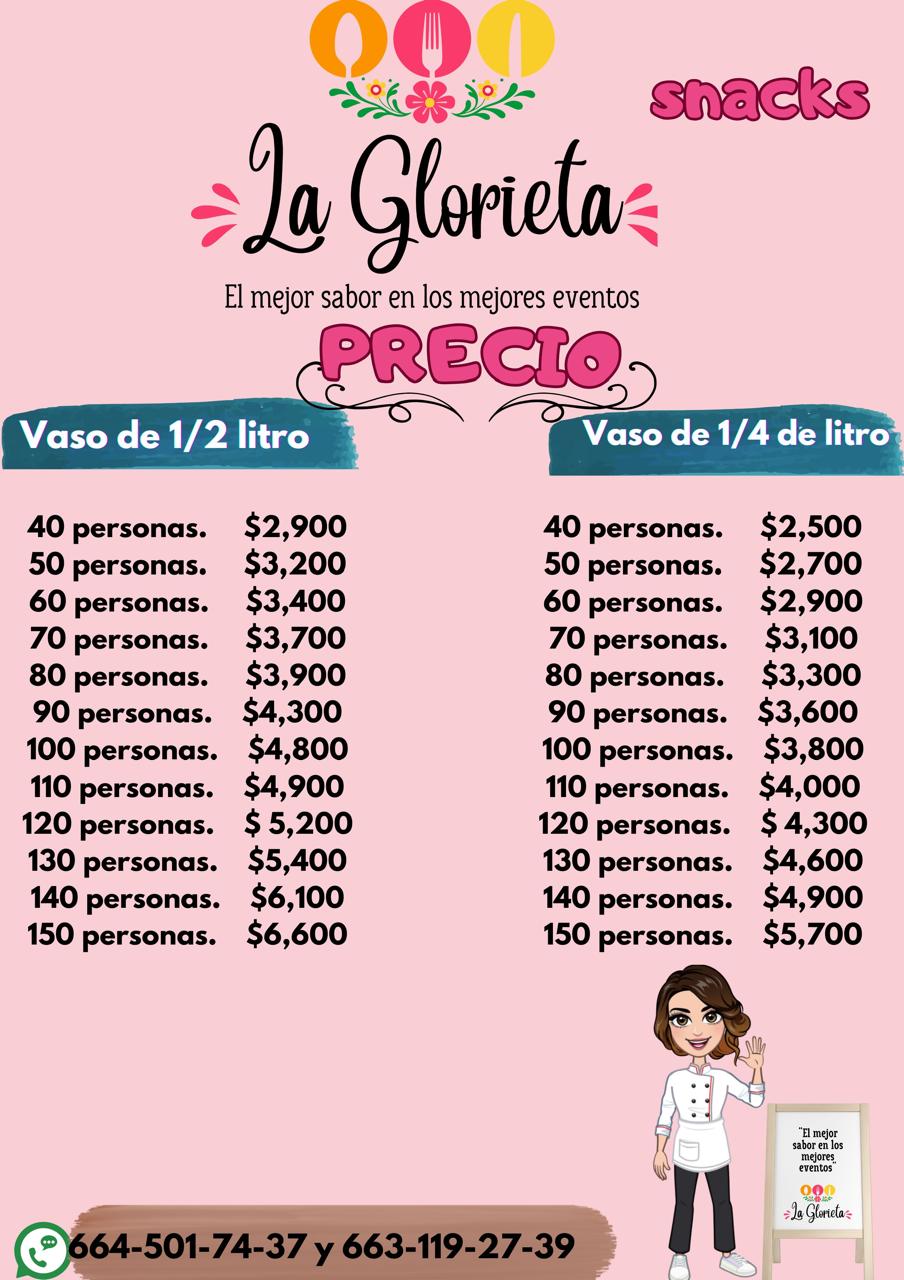 snacks
La Glorieta
El mejor sabor en los mejores eventos
PRECIO
Vaso de 1/2 litro
40 personas. $2,900
50 personas. $3,200
60 personas. $3,400
70 personas. $3,700
80 personas. $3,900
90 personas. $4,300
100 personas. $4,800
110 personas. $4,900
120 personas. $ 5,200
130 personas. $5,400
140 personas. $6,100
150 personas. $6,600
Vaso de 1/4 de litro
40 personas. $2,500
50 personas. $2,700
60 personas. $2,900
70 personas. $3,100
80 personas. $3,300
90 personas. $3,600
100 personas. $3,800
110 personas. $4,000
120 personas. $ 4,300
130 personas. $4,600
140 personas. $4,900
150 personas. $5,700
"El mejor
sabor en los
mejores
eventos"
La Glorieta
664-501-74-37 y 663-119-27-39